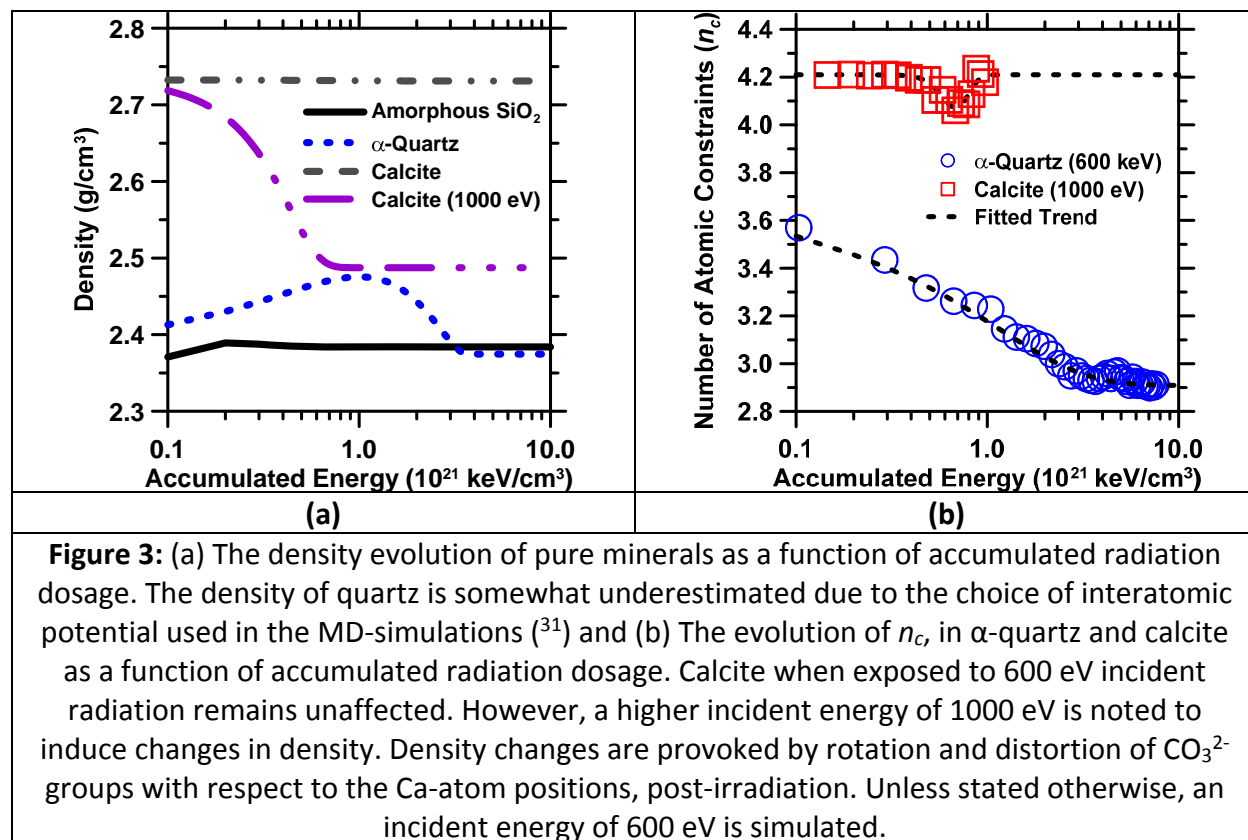 2.8
2.7
2.6
2.5
2.4
2.3
Density (g/cm³)
Amorphous SiO₂
α-Quartz
Calcite
Calcite (1000 eV)
0.1 1.0 10.0
Accumulated Energy (10²¹ keV/cm³)
(a)
4.4
4.2
4.0
3.8
3.6
3.4
3.2
3.0
2.8
Number of Atomic Constraints (n_c)
α-Quartz (600 keV)
Calcite (1000 eV)
Fitted Trend
0.1 1.0 10.0
Accumulated Energy (10²¹ keV/cm³)
(b)
Figure 3: (a) The density evolution of pure minerals as a function of accumulated radiation
dosage. The density of quartz is somewhat underestimated due to the choice of interatomic
potential used in the MD-simulations (³¹) and (b) The evolution of n_c, in α-quartz and calcite
as a function of accumulated radiation dosage. Calcite when exposed to 600 eV incident
radiation remains unaffected. However, a higher incident energy of 1000 eV is noted to
induce changes in density. Density changes are provoked by rotation and distortion of CO₃²⁻
groups with respect to the Ca-atom positions, post-irradiation. Unless stated otherwise, an
incident energy of 600 eV is simulated.